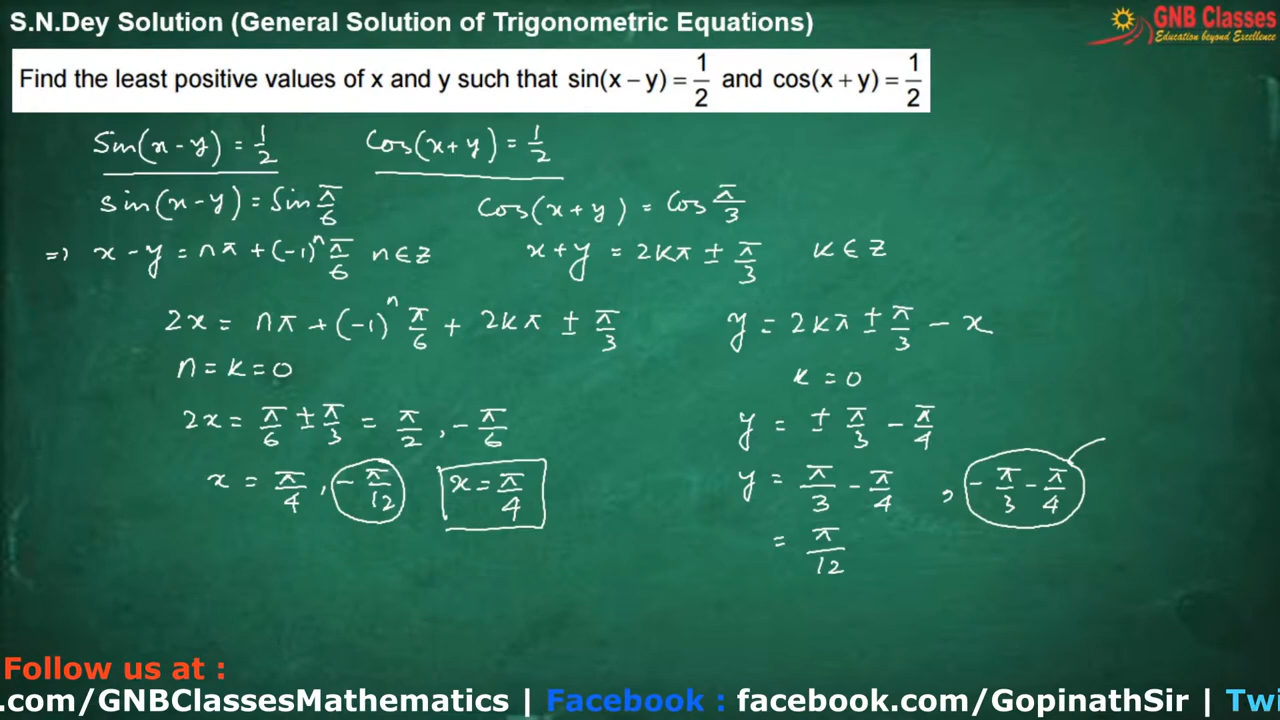 S.N.Dey Solution (General Solution of Trigonometric Equations)
GNB Classes
Education beyond Excellence
Find the least positive values of x and y such that sin(x − y) = 1/2 and cos(x + y) = 1/2
Sin(x - y) = 1/2 Cos(x + y) = 1/2
sin(x - y) = Sin π/6 Cos(x + y) = Cos π/3
=> x - y = nπ + (-1)^n π/6 n ∈ Z x + y = 2kπ ± π/3 k ∈ Z
2x = nπ + (-1)^n π/6 + 2kπ ± π/3 y = 2kπ ± π/3 - x
n = k = 0 k = 0
2x = π/6 ± π/3 = π/2 , - π/6 y = ± π/3 - π/4
x = π/4 , - π/12 x = π/4 y = π/3 - π/4 , - π/3 - π/4
= π/12
Follow us at :
.com/GNBClassesMathematics | Facebook : facebook.com/GopinathSir | Twi